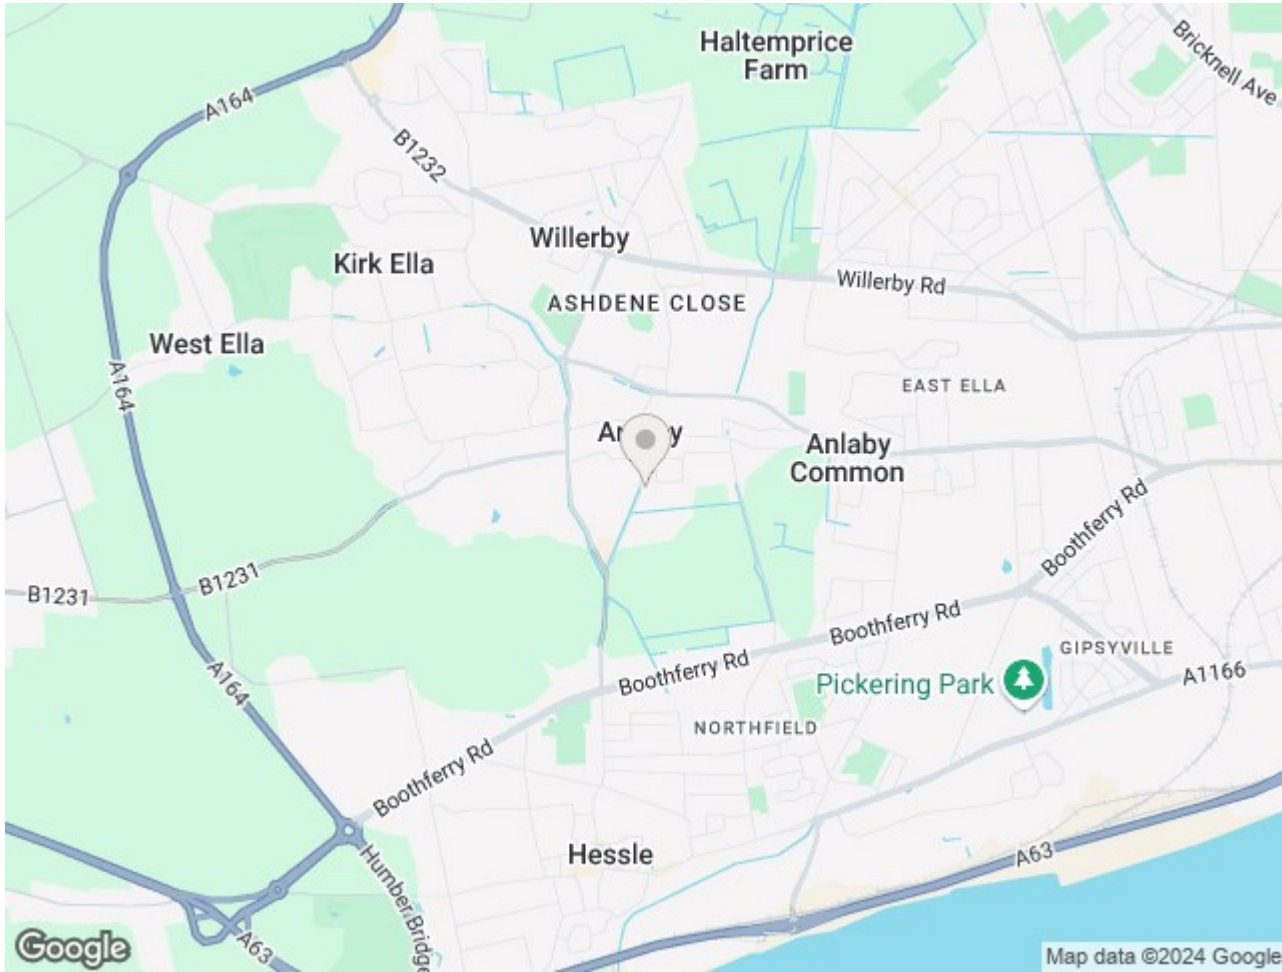 Haltemprice
Farm
Bricknell Ave
A164
B1232
Willerby
Kirk Ella
Willerby Rd
ASHDENE CLOSE
West Ella
A164
EAST ELLA
Anlaby
Common
Boothferry Rd
B1231
B1231
Boothferry Rd
GIPSYVILLE
Boothferry Rd
A164
Pickering Park
A1166
NORTHFIELD
Boothferry Rd
Hessle
A63
Humber Bridge
A63
Google
Map data ©2024 Google